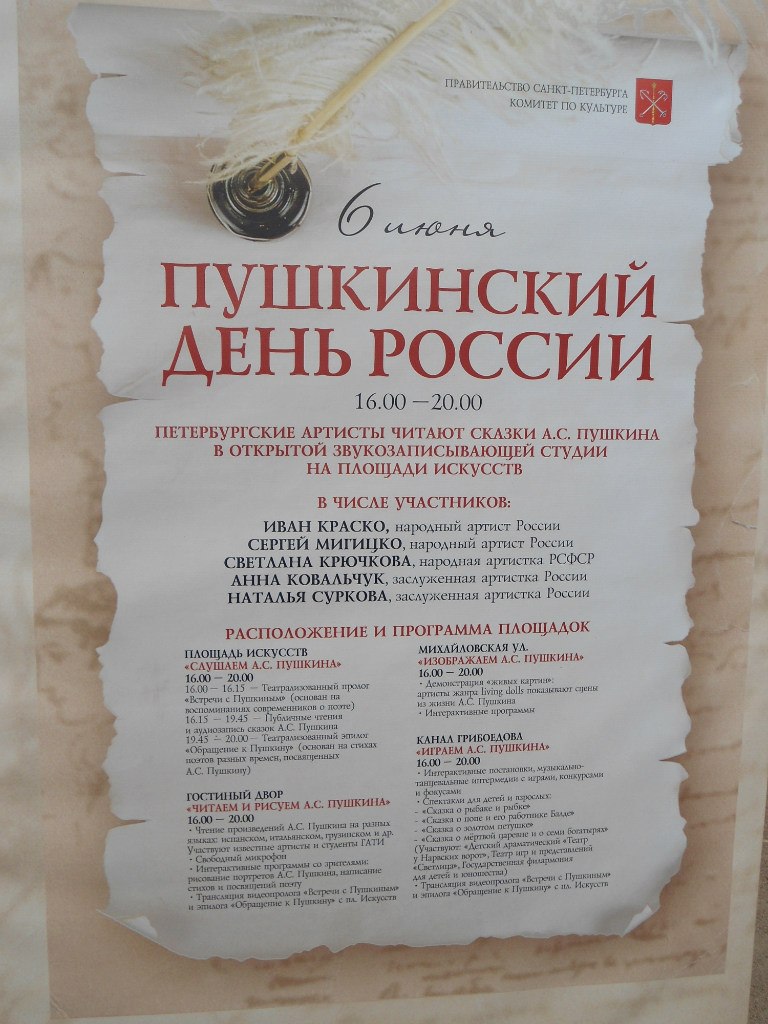 ПРАВИТЕЛЬСТВО САНКТ-ПЕТЕРБУРГА
КОМИТЕТ ПО КУЛЬТУРЕ
6 июня
ПУШКИНСКИЙ
ДЕНЬ РОССИИ
16.00 — 20.00
ПЕТЕРБУРГСКИЕ АРТИСТЫ ЧИТАЮТ СКАЗКИ А.С. ПУШКИНА
В ОТКРЫТОЙ ЗВУКОЗАПИСЫВАЮЩЕЙ СТУДИИ
НА ПЛОЩАДИ ИСКУССТВ
В ЧИСЛЕ УЧАСТНИКОВ:
ИВАН КРАСКО, народный артист России
СЕРГЕЙ МИГИЦКО, народный артист России
СВЕТЛАНА КРЮЧКОВА, народная артистка РСФСР
АННА КОВАЛЬЧУК, заслуженная артистка России
НАТАЛЬЯ СУРКОВА, заслуженная артистка России
РАСПОЛОЖЕНИЕ И ПРОГРАММА ПЛОЩАДОК
ПЛОЩАДЬ ИСКУССТВ
«СЛУШАЕМ А.С. ПУШКИНА»
16.00 — 20.00
16.00 — 16.15 — Театрализованный пролог
«Встречи с Пушкиным» (основан на
воспоминаниях современников о поэте)
16.15 — 19.45 — Публичные чтения
и аудиозапись сказок А.С. Пушкина
19.45 — 20.00 — Театрализованный эпилог
«Обращение к Пушкину» (основан на стихах
поэтов разных времен, посвященных
А.С. Пушкину)
ГОСТИНЫЙ ДВОР
«ЧИТАЕМ И РИСУЕМ А.С. ПУШКИНА»
16.00 — 20.00
• Чтение произведений А.С. Пушкина на разных
языках: испанском, итальянском, грузинском и др.
Участвуют известные артисты и студенты ГАТИ
• Свободный микрофон
• Интерактивные программы со зрителями:
рисование портретов А.С. Пушкина, написание
стихов и посвящений поэту
• Трансляция видеопролога «Встречи с Пушкиным»
и эпилога «Обращение к Пушкину» с пл. Искусств
МИХАЙЛОВСКАЯ УЛ.
«ИЗОБРАЖАЕМ А.С. ПУШКИНА»
16.00 — 20.00
• Демонстрация «живых картин»:
артисты жанра living dolls показывают сцены
из жизни А.С. Пушкина
• Интерактивные программы
КАНАЛ ГРИБОЕДОВА
«ИГРАЕМ А.С. ПУШКИНА»
16.00 — 20.00
• Интерактивные постановки, музыкально-
танцевальные интермедии с играми, конкурсами
и фокусами
• Спектакли для детей и взрослых:
- «Сказка о рыбаке и рыбке»
- «Сказка о попе и его работнике Балде»
- «Сказка о золотом петушке»
- «Сказка о мёртвой царевне и о семи богатырях»
(Участвуют: «Детский драматический «Театр
у Нарвских ворот», Театр игр и представлений
«Светлица», Государственная филармония
для детей и юношества)
• Трансляция видеопролога «Встречи с Пушкиным»
и эпилога «Обращение к Пушкину» с пл. Искусств